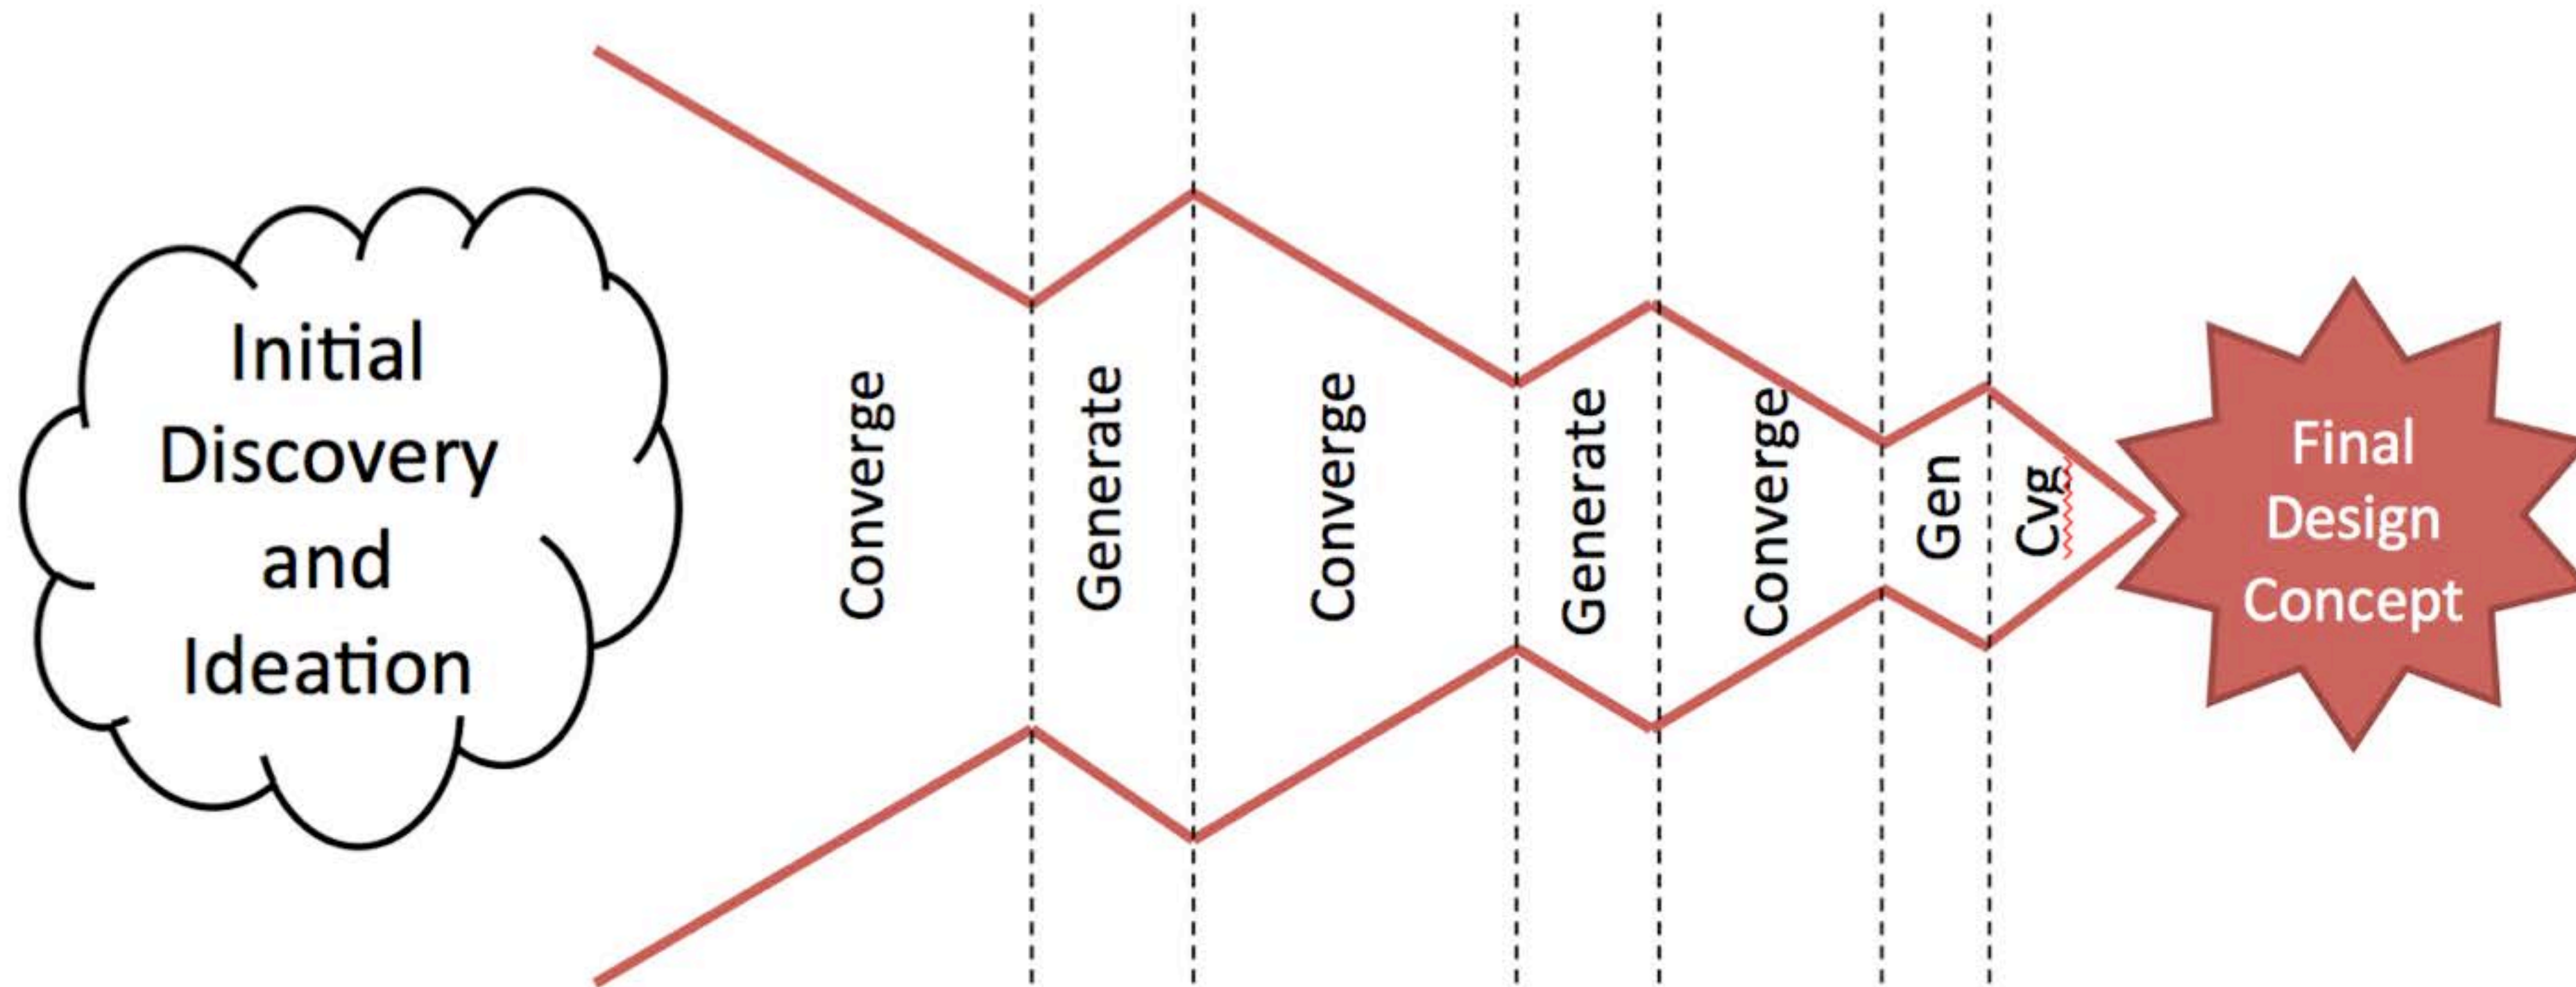 Initial
Discovery
and
Ideation
Converge
Generate
Converge
Generate
Converge
Gen
Cvg
Final
Design
Concept